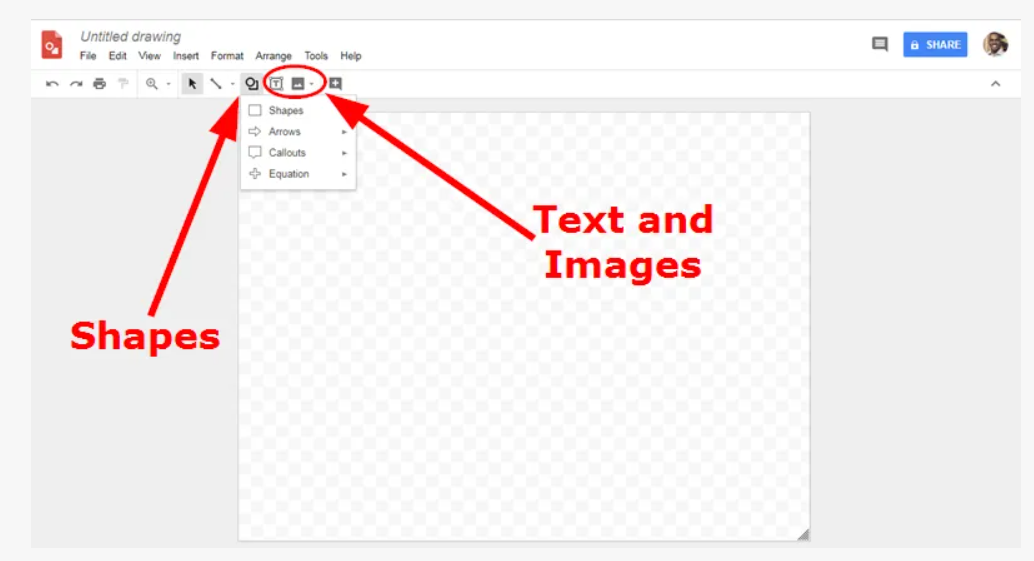 Untitled drawing
File Edit View Insert Format Arrange Tools Help
SHARE
Shapes
Arrows
Callouts
Equation
Text and
Images
Shapes